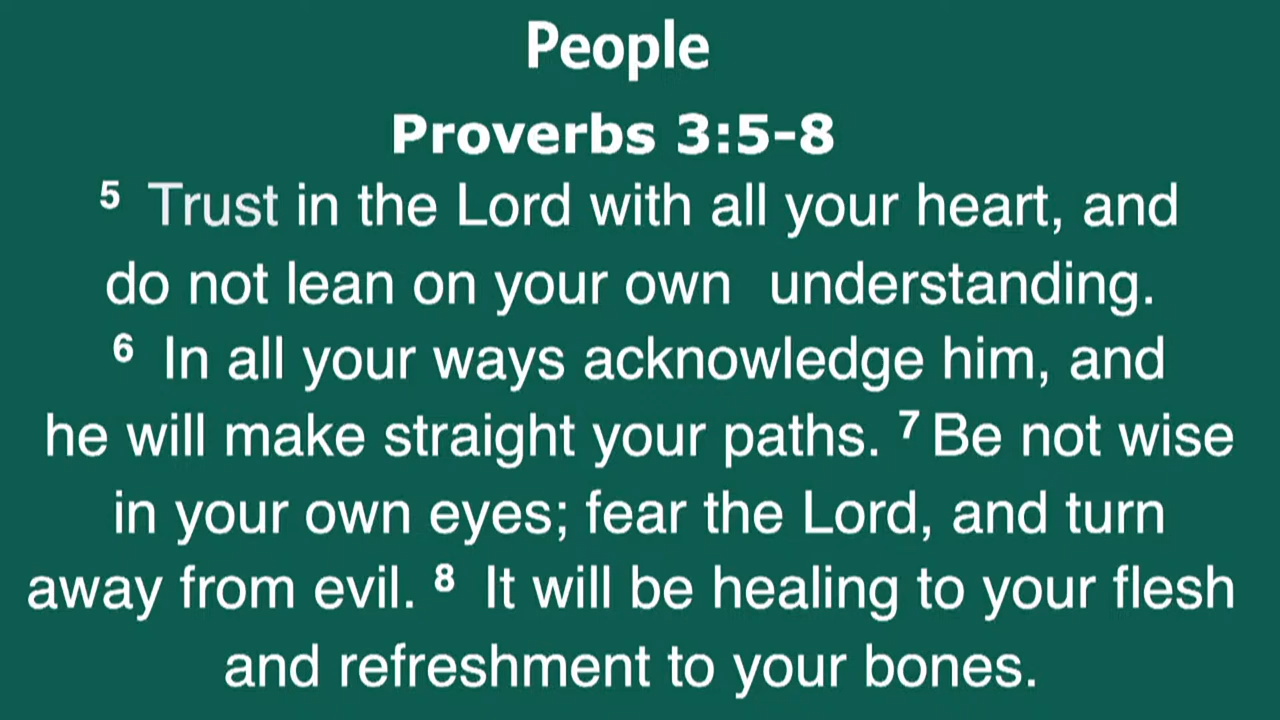 People
Proverbs 3:5-8
5 Trust in the Lord with all your heart, and
do not lean on your own understanding.
6 In all your ways acknowledge him, and
he will make straight your paths. 7 Be not wise
in your own eyes; fear the Lord, and turn
away from evil. 8 It will be healing to your flesh
and refreshment to your bones.